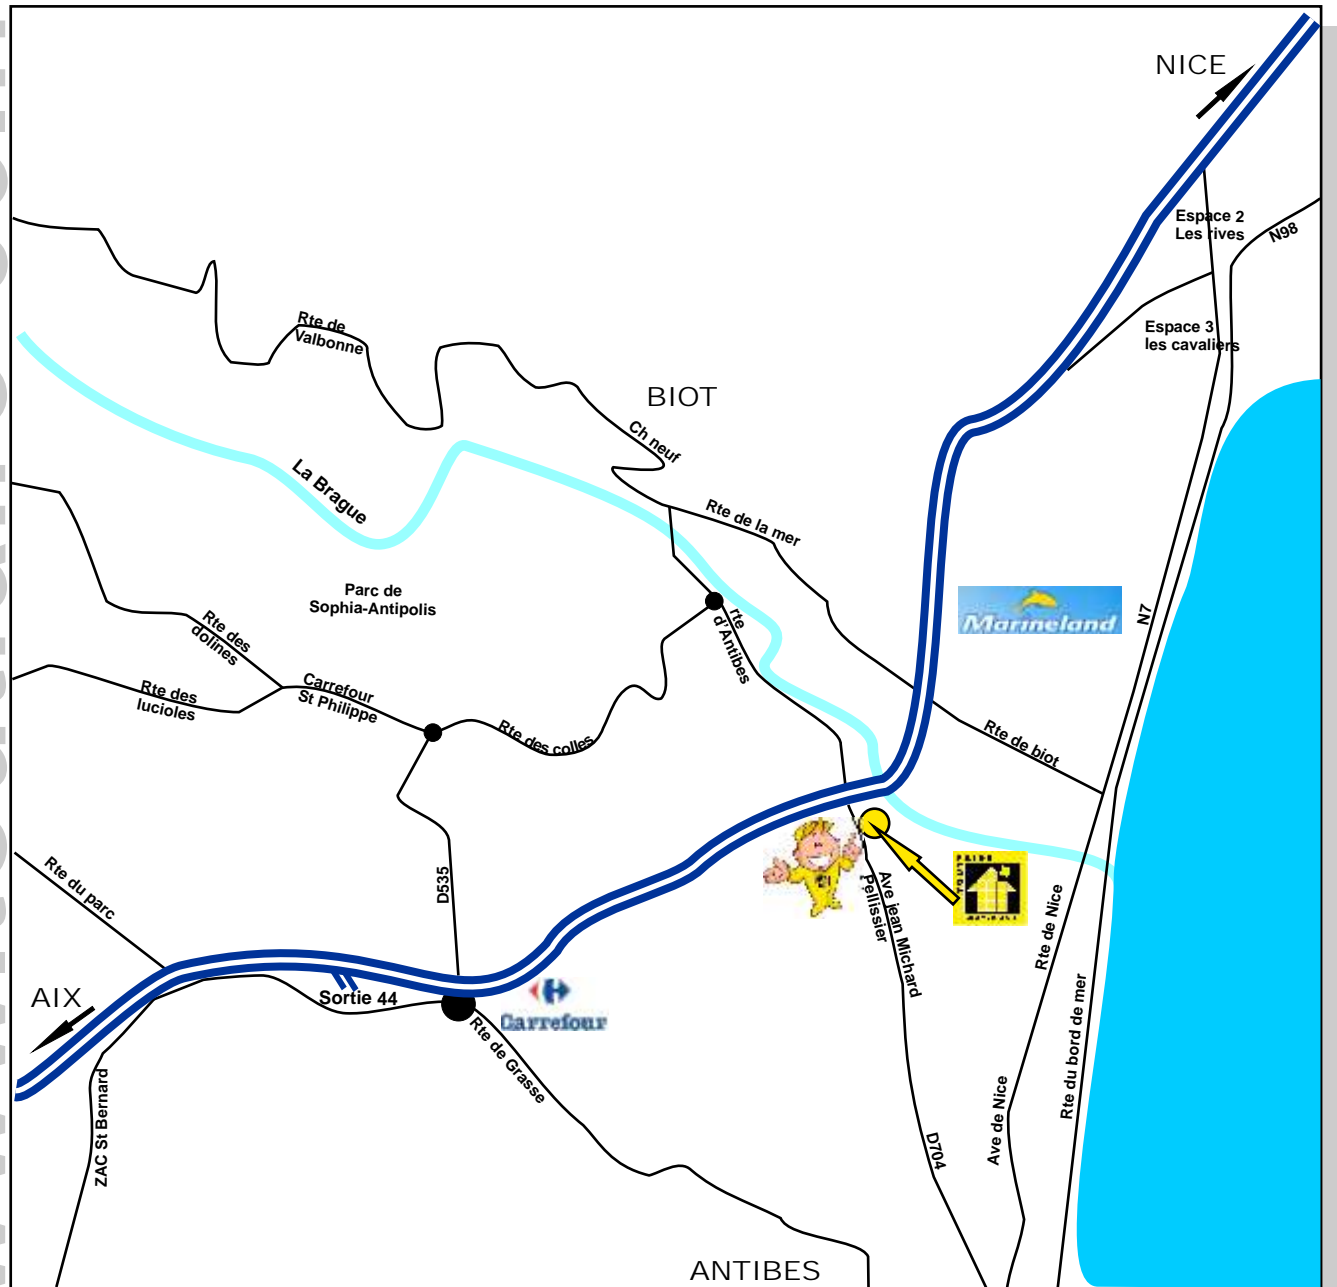 NICE
Espace 2
Les rives
N98
Espace 3
les cavaliers
Rte de
Valbonne
BIOT
Ch neuf
La Brague
Rte de la mer
Parc de
Sophia-Antipolis
Marineland
N7
rte
d'Antibes
Rte des
dolines
Rte des
lucioles
Carrefour
St Philippe
Rte des colles
Rte de biot
Rte du parc
D535
Ave jean Michard
Pellissier
Rte de Nice
AIX
Sortie 44
Carrefour
Rte de Grasse
Rte du bord de mer
ZAC St Bernard
Ave de Nice
D704
ANTIBES